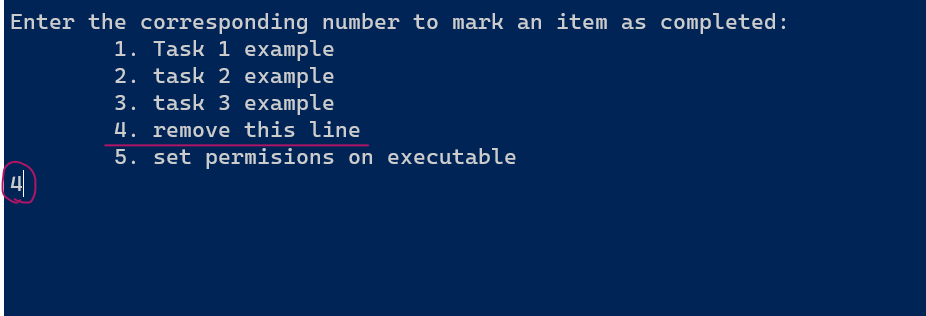 Enter the corresponding number to mark an item as completed:
1. Task 1 example
2. task 2 example
3. task 3 example
4. remove this line
5. set permisions on executable
4